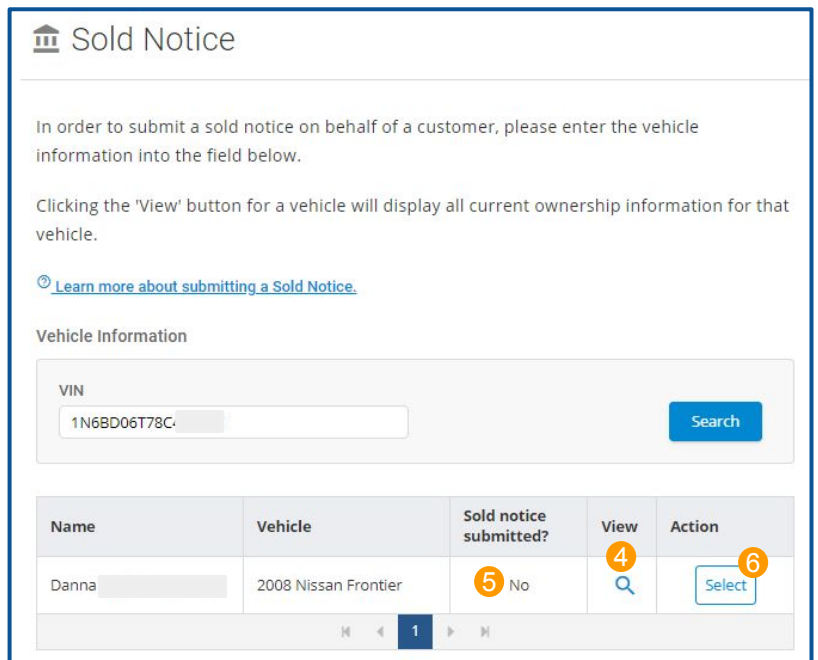 Sold Notice
In order to submit a sold notice on behalf of a customer, please enter the vehicle
information into the field below.
Clicking the 'View' button for a vehicle will display all current ownership information for that
vehicle.
? Learn more about submitting a Sold Notice.
Vehicle Information
VIN
1N6BD06T78C
Search
Name Vehicle Sold notice submitted? View Action
4 6
Danna 2008 Nissan Frontier 5 No Select
1